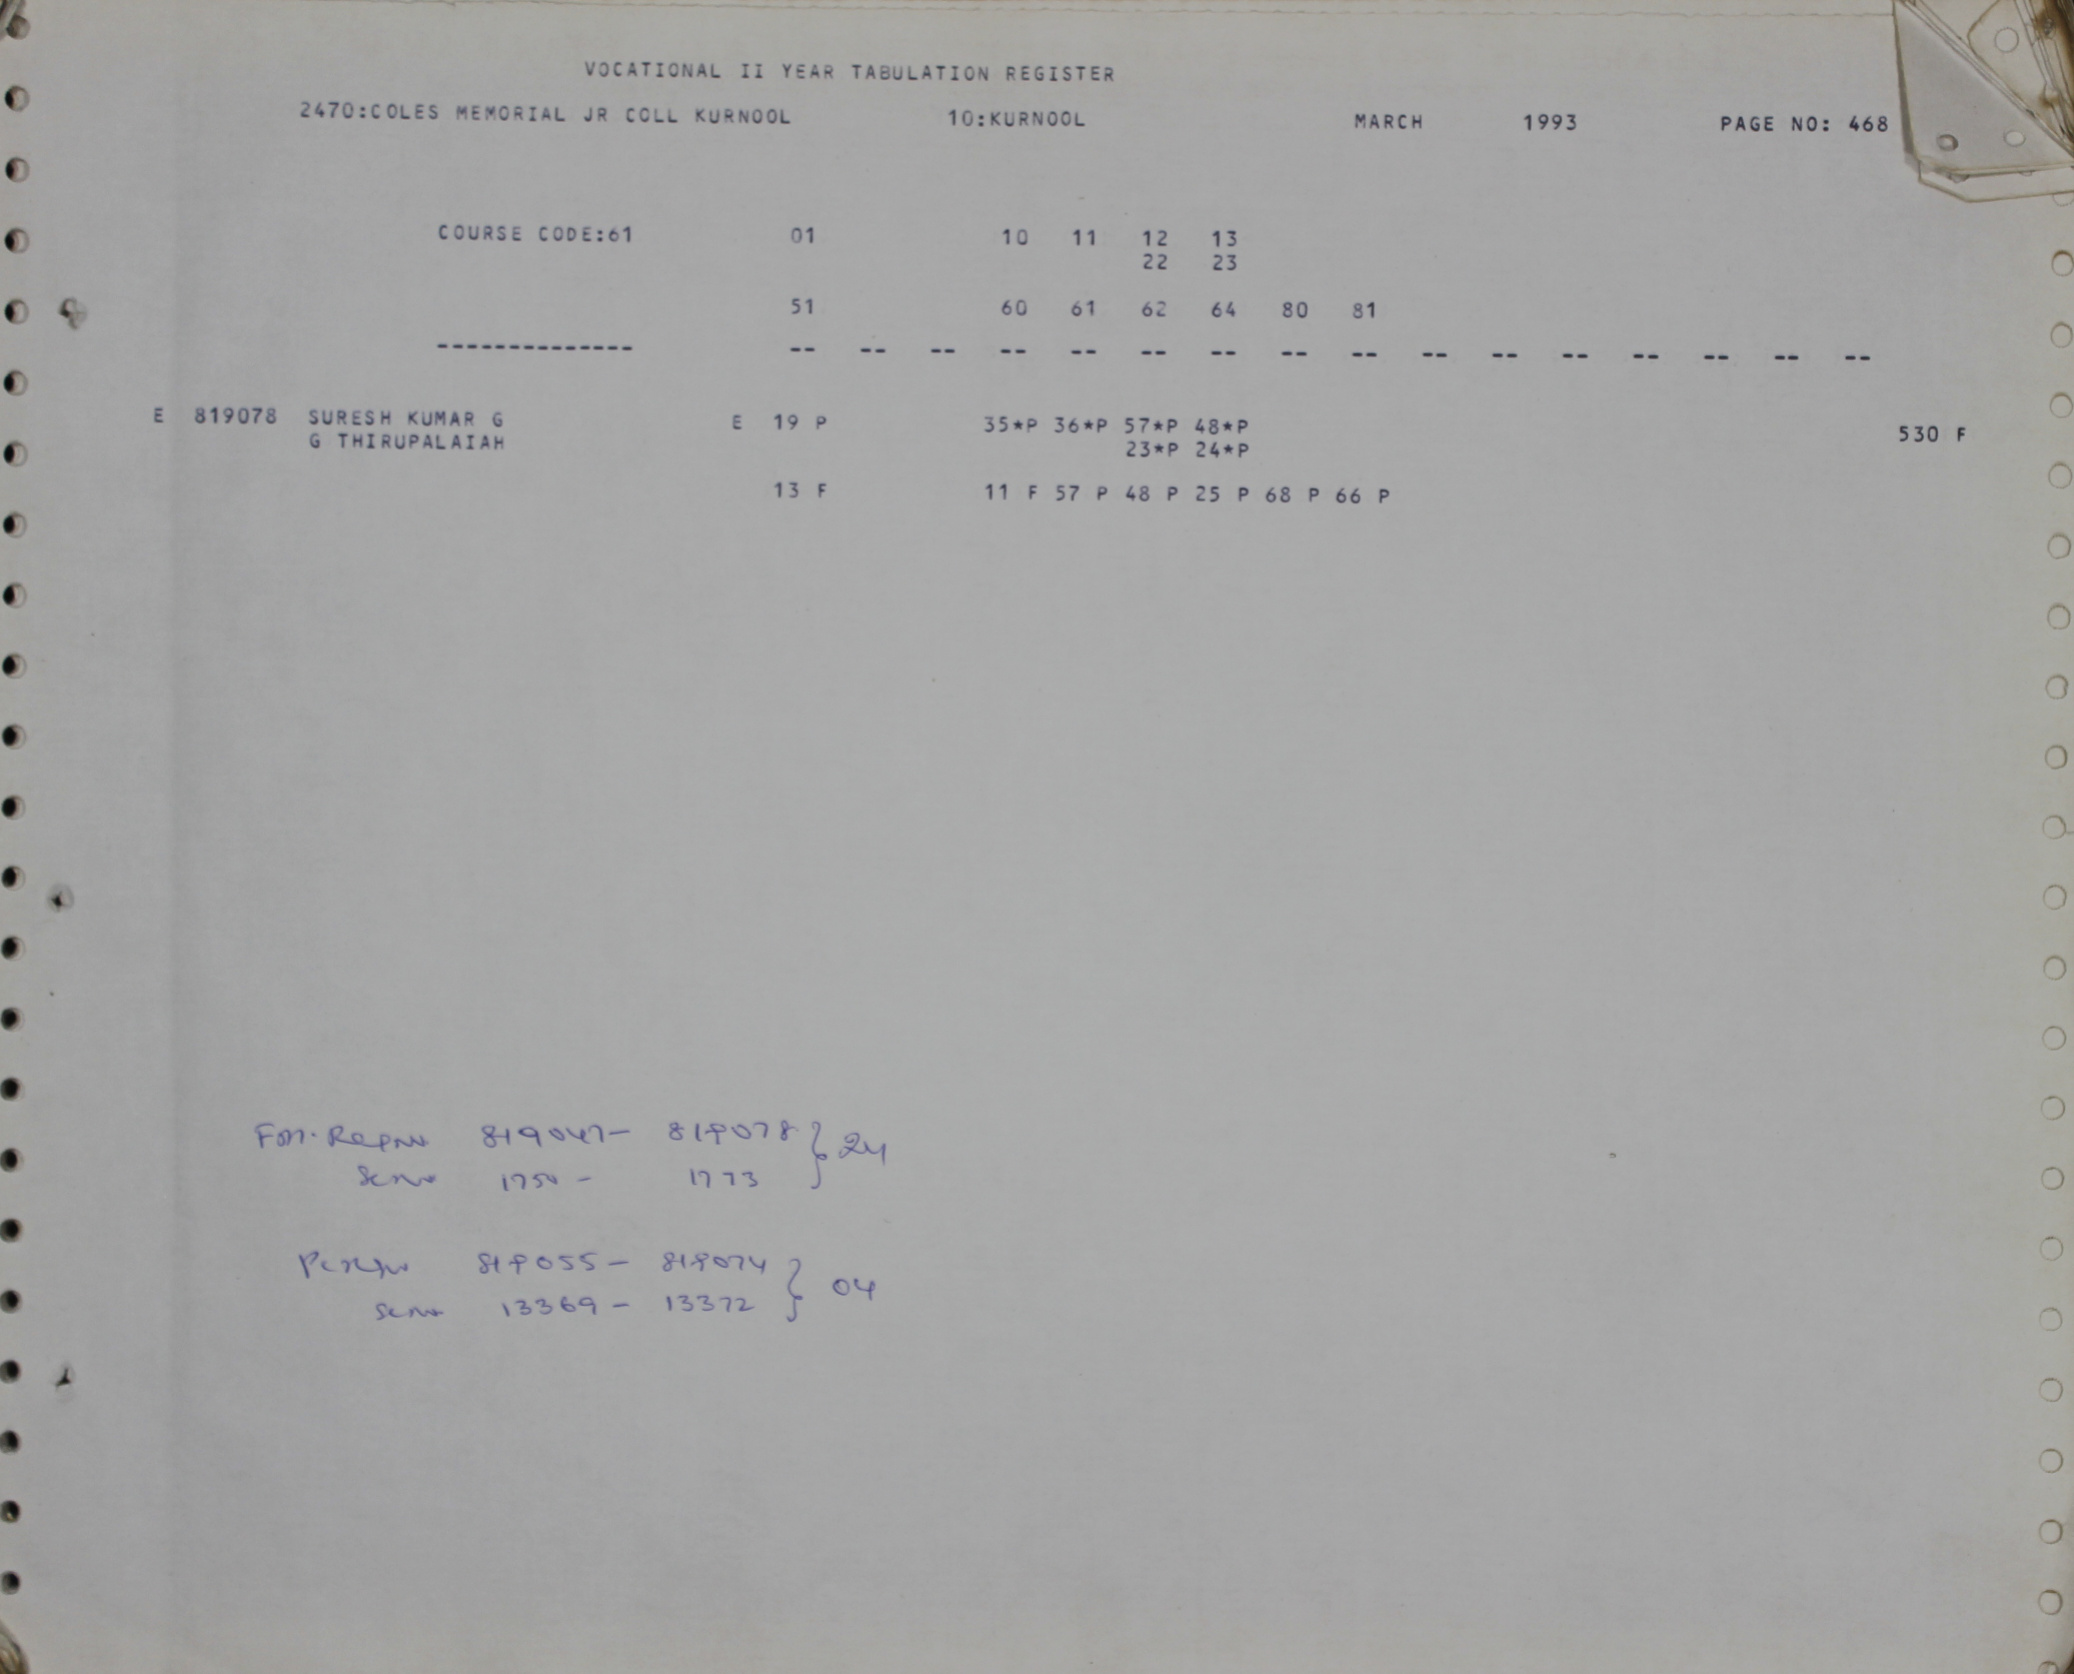 VOCATIONAL II YEAR TABULATION REGISTER
2470:COLES MEMORIAL JR COLL KURNOOL 10:KURNOOL MARCH 1993 PAGE NO: 468
COURSE CODE:61 01 10 11 12 13
22 23
51 60 61 62 64 80 81
-------------- -- -- -- -- -- -- -- -- -- -- -- -- -- -- -- --
E 819078 SURESH KUMAR G E 19 P 35*P 36*P 57*P 48*P 530 F
G THIRUPALAIAH 23*P 24*P
13 F 11 F 57 P 48 P 25 P 68 P 66 P
819047- 819078 } 24
1750 - 1773
819055- 819074 } 04
13369 - 13372